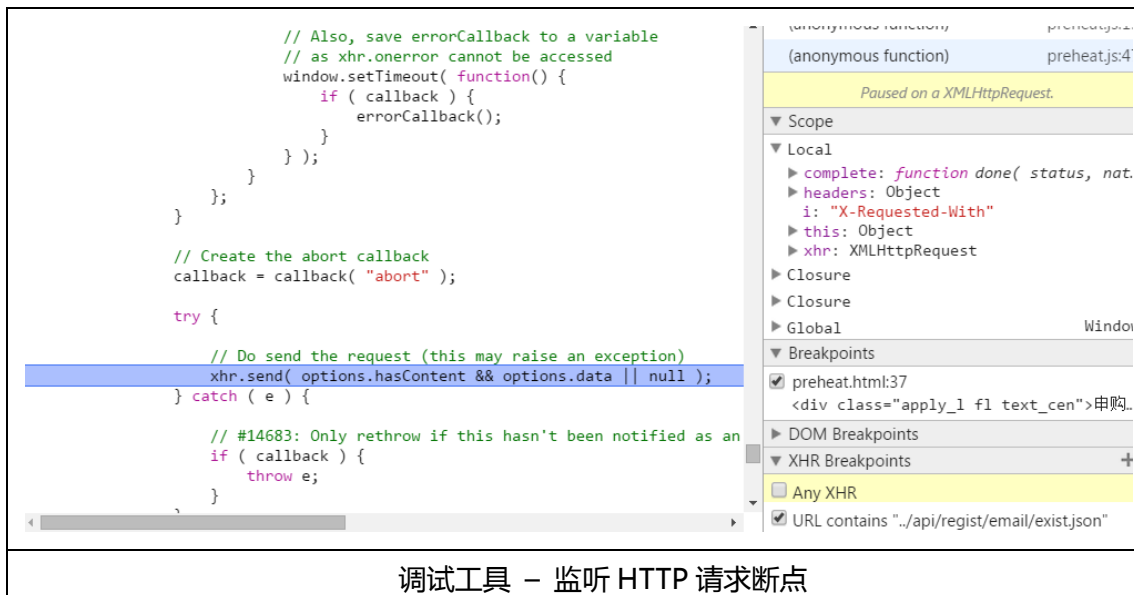 // Also, save errorCallback to a variable
// as xhr.onerror cannot be accessed
window.setTimeout( function() {
if ( callback ) {
errorCallback();
}
} );
}
};
}
// Create the abort callback
callback = callback( "abort" );
try {
// Do send the request (this may raise an exception)
xhr.send( options.hasContent && options.data || null );
} catch ( e ) {
// #14683: Only rethrow if this hasn't been notified as an
if ( callback ) {
throw e;
}
(anonymous function) preheat.js:4
Paused on a XMLHttpRequest.
▼ Scope
▼ Local
▶ complete: function done( status, nat…
▶ headers: Object
i: "X-Requested-With"
▶ this: Object
▶ xhr: XMLHttpRequest
▶ Closure
▶ Closure
▶ Global Window
▼ Breakpoints
preheat.html:37
<div class="apply_l fl text_cen">申购…
▶ DOM Breakpoints
▼ XHR Breakpoints +
Any XHR
URL contains "../api/regist/email/exist.json"
调试工具 – 监听 HTTP 请求断点